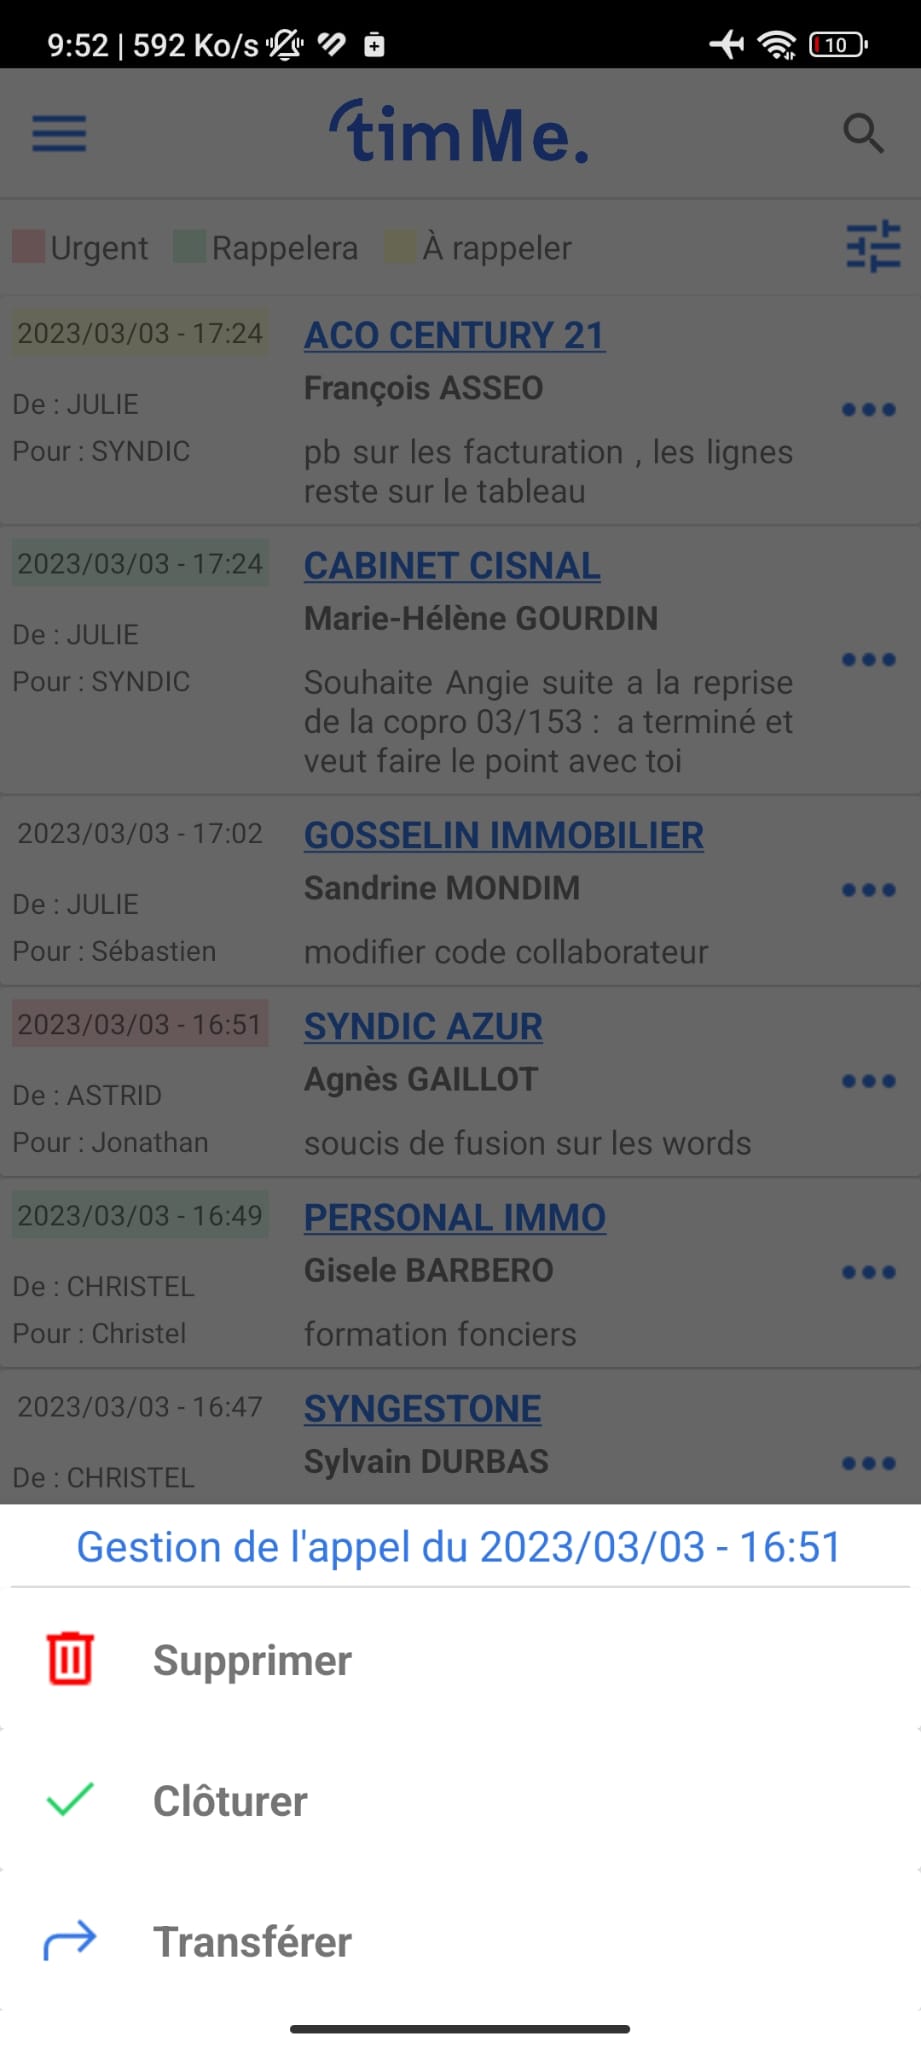 9:52 | 592 Ko/s
10
timMe.
Urgent Rappelera À rappeler
2023/03/03 - 17:24
ACO CENTURY 21
François ASSEO
De : JULIE
Pour : SYNDIC
pb sur les facturation , les lignes
reste sur le tableau
2023/03/03 - 17:24
CABINET CISNAL
Marie-Hélène GOURDIN
De : JULIE
Pour : SYNDIC
Souhaite Angie suite a la reprise
de la copro 03/153 : a terminé et
veut faire le point avec toi
2023/03/03 - 17:02
GOSSELIN IMMOBILIER
Sandrine MONDIM
De : JULIE
Pour : Sébastien
modifier code collaborateur
2023/03/03 - 16:51
SYNDIC AZUR
Agnès GAILLOT
De : ASTRID
Pour : Jonathan
soucis de fusion sur les words
2023/03/03 - 16:49
PERSONAL IMMO
Gisele BARBERO
De : CHRISTEL
Pour : Christel
formation fonciers
2023/03/03 - 16:47
SYNGESTONE
Sylvain DURBAS
De : CHRISTEL
Gestion de l'appel du 2023/03/03 - 16:51
Supprimer
Clôturer
Transférer